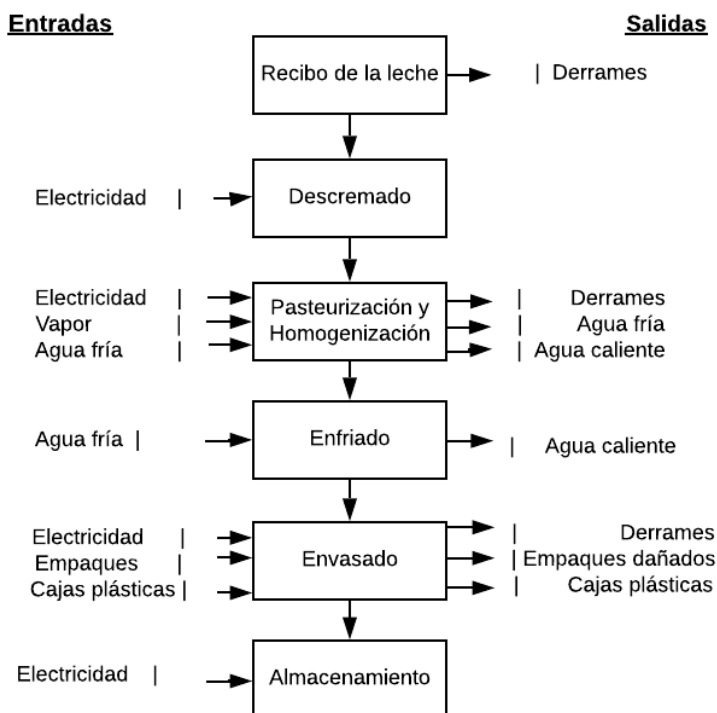 Entradas
Salidas
Recibo de la leche
| Derrames
Electricidad |
Descremado
Electricidad |
Vapor |
Agua fría |
Pasteurización y
Homogenización
| Derrames
| Agua fría
| Agua caliente
Agua fría |
Enfriado
| Agua caliente
Electricidad |
Empaques |
Cajas plásticas |
Envasado
| Derrames
| Empaques dañados
| Cajas plásticas
Electricidad |
Almacenamiento